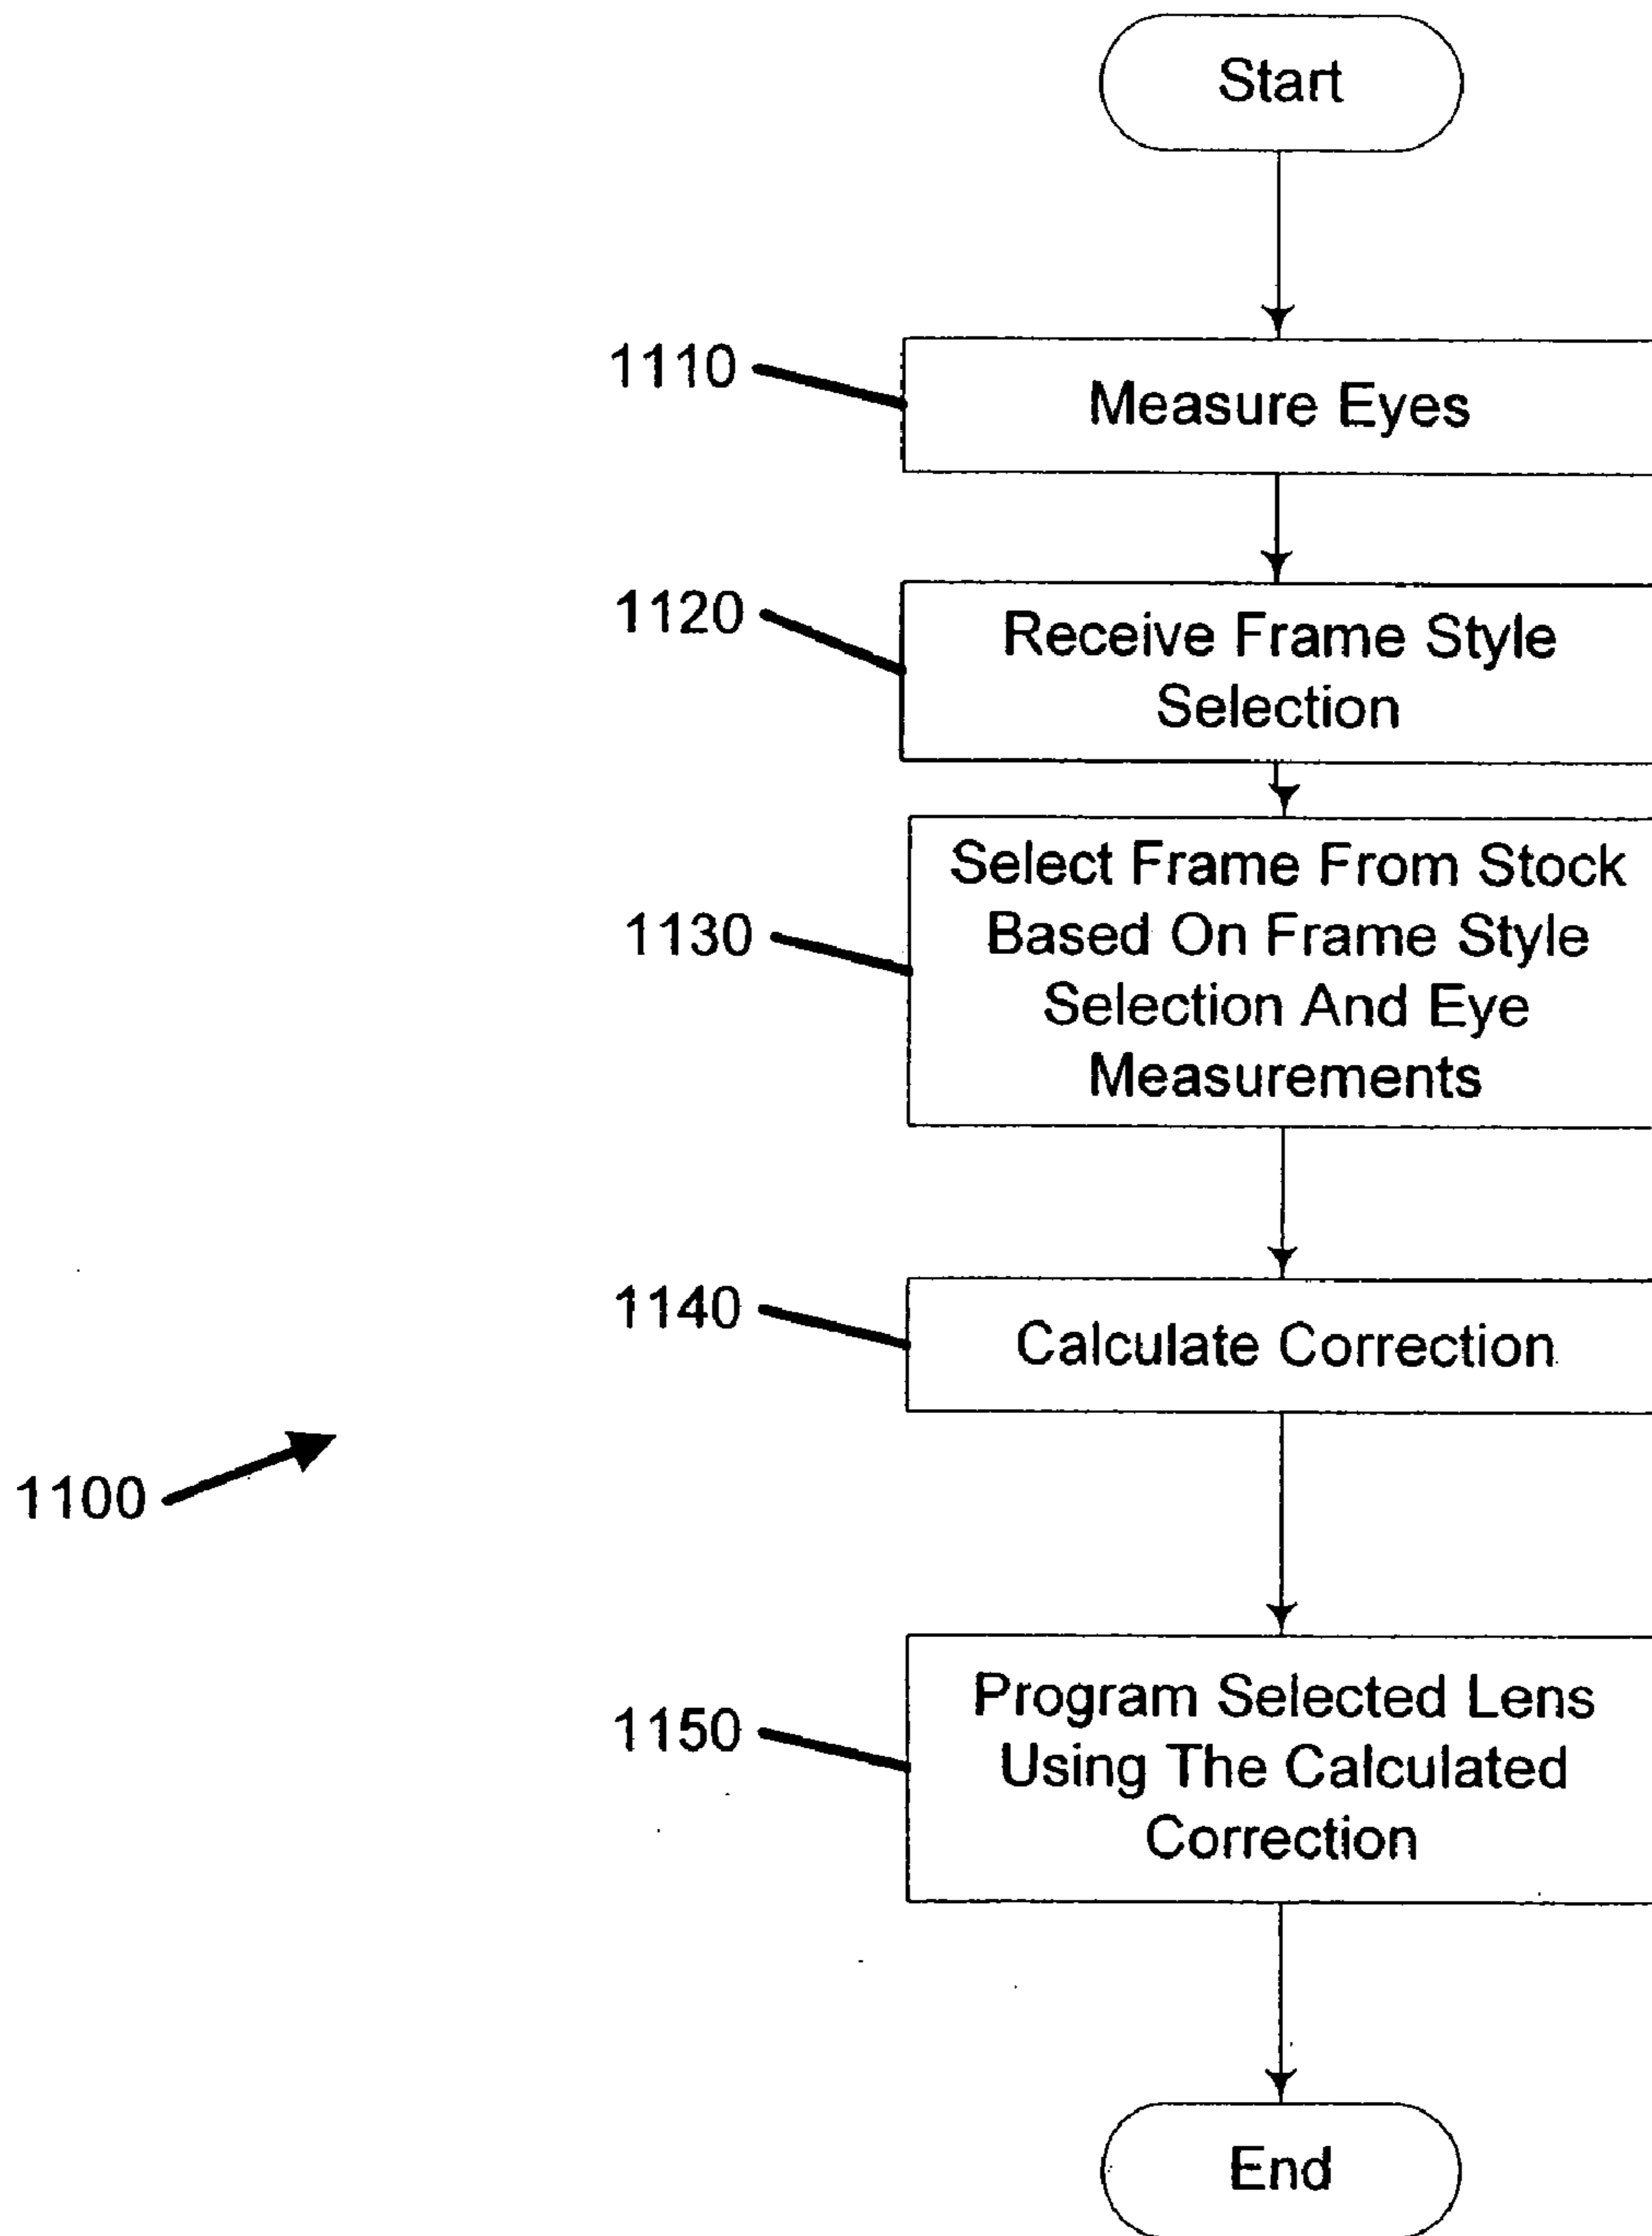 Start
1110
Measure Eyes
1120
Receive Frame Style
Selection
1130
Select Frame From Stock
Based On Frame Style
Selection And Eye
Measurements
1140
Calculate Correction
1100
1150
Program Selected Lens
Using The Calculated
Correction
End